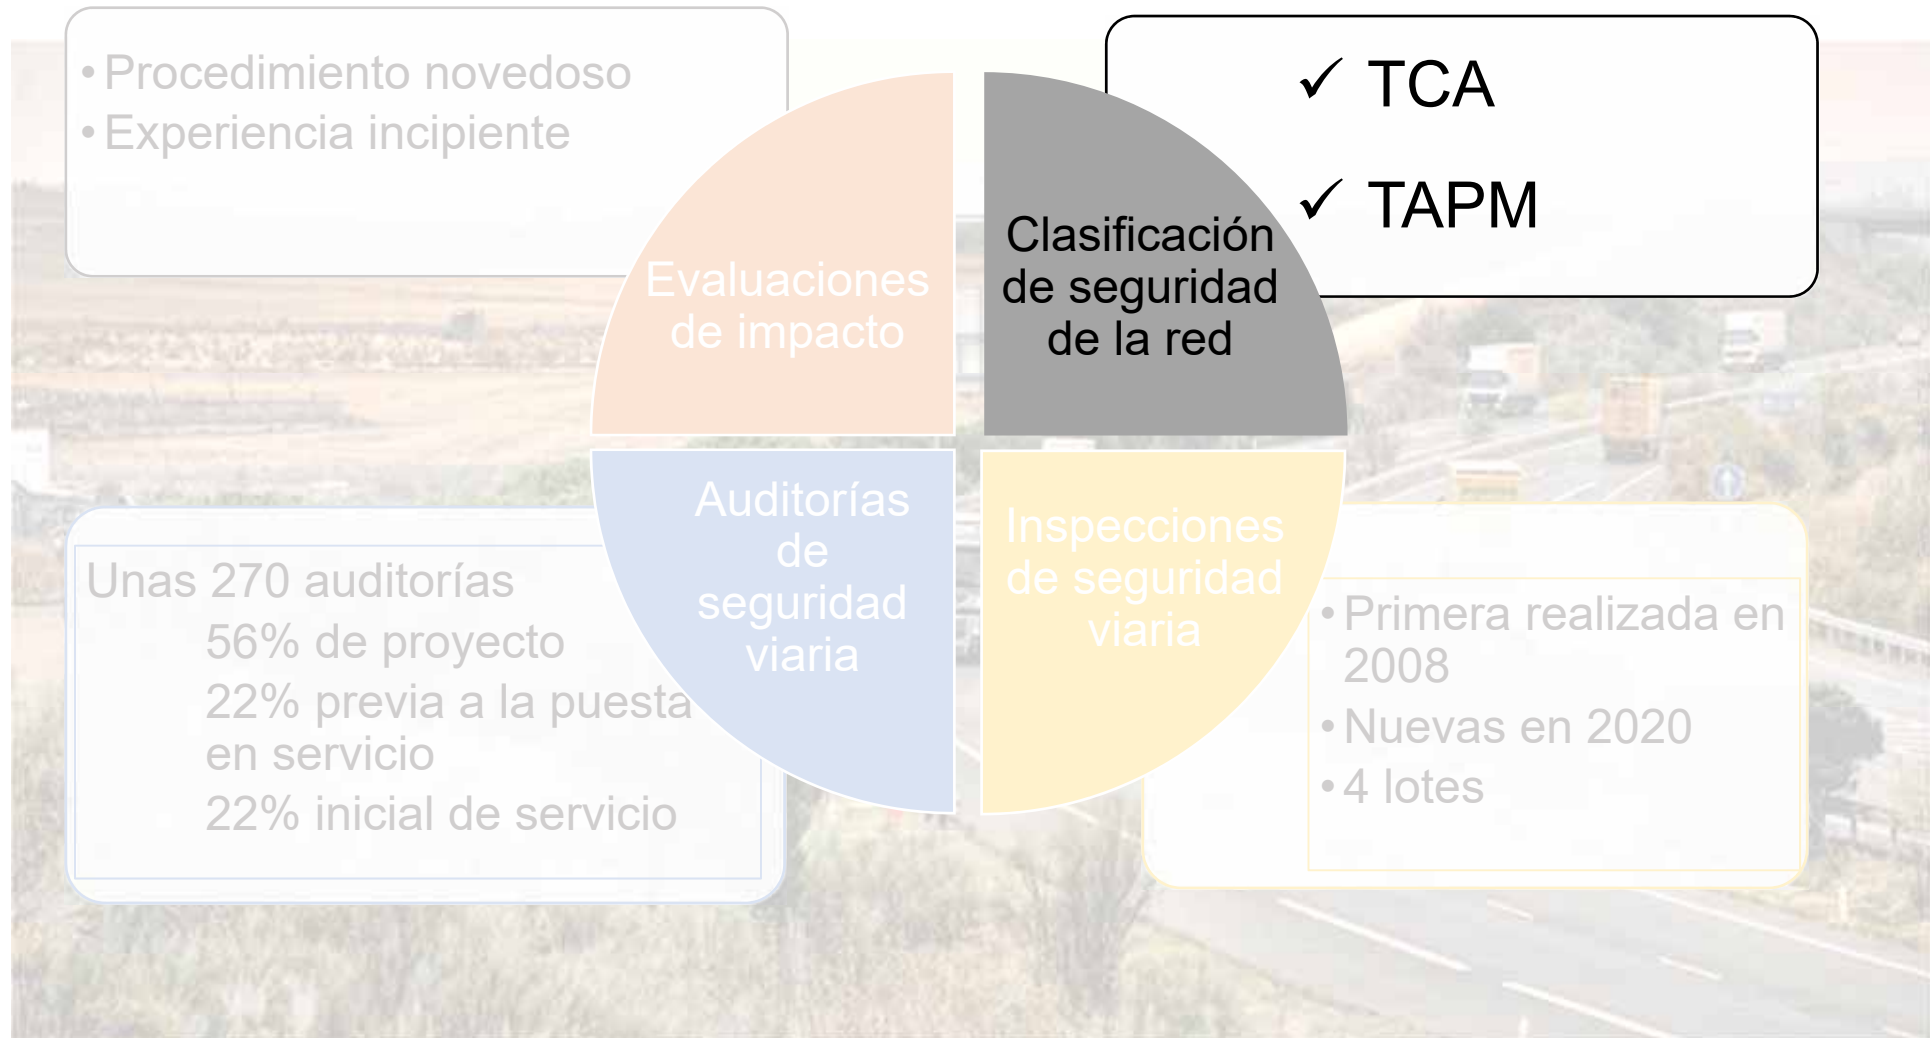 • Procedimiento novedoso
• Experiencia incipiente
Evaluaciones
de impacto
✓ TCA
✓ TAPM
Clasificación
de seguridad
de la red
Unas 270 auditorías
56% de proyecto
22% previa a la puesta
en servicio
22% inicial de servicio
Auditorías
de
seguridad
viaria
Inspecciones
de seguridad
viaria
• Primera realizada en
2008
• Nuevas en 2020
• 4 lotes